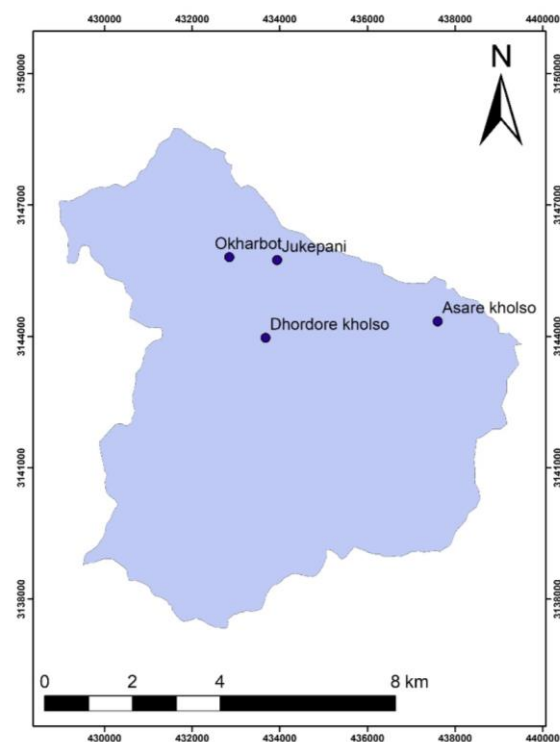 430000 432000 434000 436000 438000 440000
3150000 3150000
N
3147000 3147000
Okharbot Jukepani
Asare kholso
3144000 3144000
Dhordore kholso
3141000 3141000
3138000 3138000
0 2 4 8 km
430000 432000 434000 436000 438000 440000